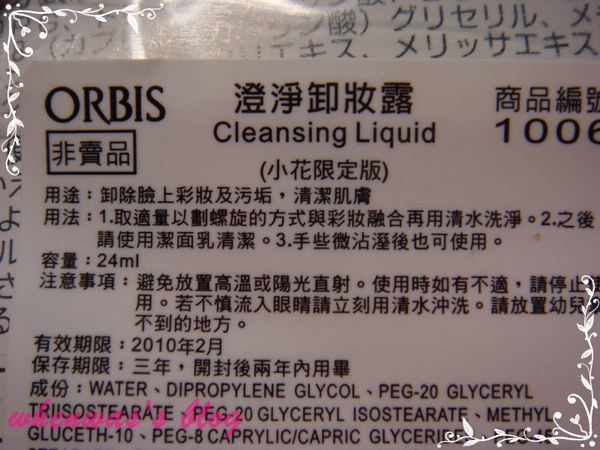 グリセリル、メチ
メリッサエキス
ORBIS 澄淨卸妝露 商品編號
Cleansing Liquid 1006
非賣品
(小花限定版)
用途：卸除臉上彩妝及污垢，清潔肌膚
用法：1.取適量以劃螺旋的方式與彩妝融合再用清水洗淨。2.之後
請使用潔面乳清潔。3.手些微沾溼後也可使用。
容量：24ml
注意事項：避免放置高溫或陽光直射。使用時如有不適，請停止
用。若不慎流入眼睛請立刻用清水沖洗。請放置幼兒
不到的地方。
有效期限：2010年2月
保存期限：三年，開封後兩年內用畢
成份：WATER、DIPROPYLENE GLYCOL、PEG-20 GLYCERYL
TRIISOSTEARATE、PEG-20 GLYCERYL ISOSTEARATE、METHYL
GLUCETH-10、PEG-8 CAPRYLIC/CAPRIC GLYCERI
whenwas's blog